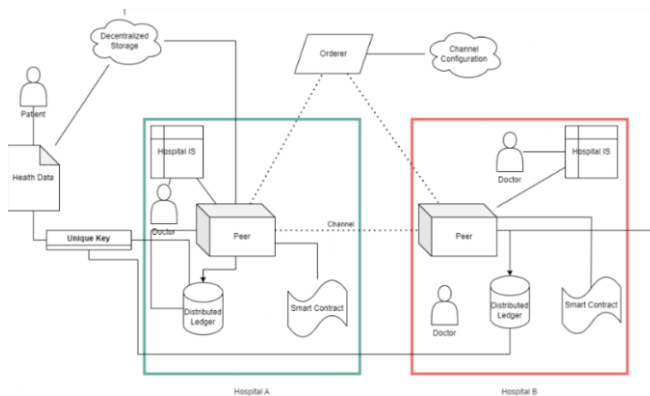 Decentralized
Storage
Orderer
Channel
Configuration
Patient
Health Data
Unique Key
Hospital IS
Doctor
Peer
Channel
Distributed
Ledger
Smart Contract
Hospital A
Hospital IS
Doctor
Peer
Doctor
Distributed
Ledger
Smart Contract
Hospital B